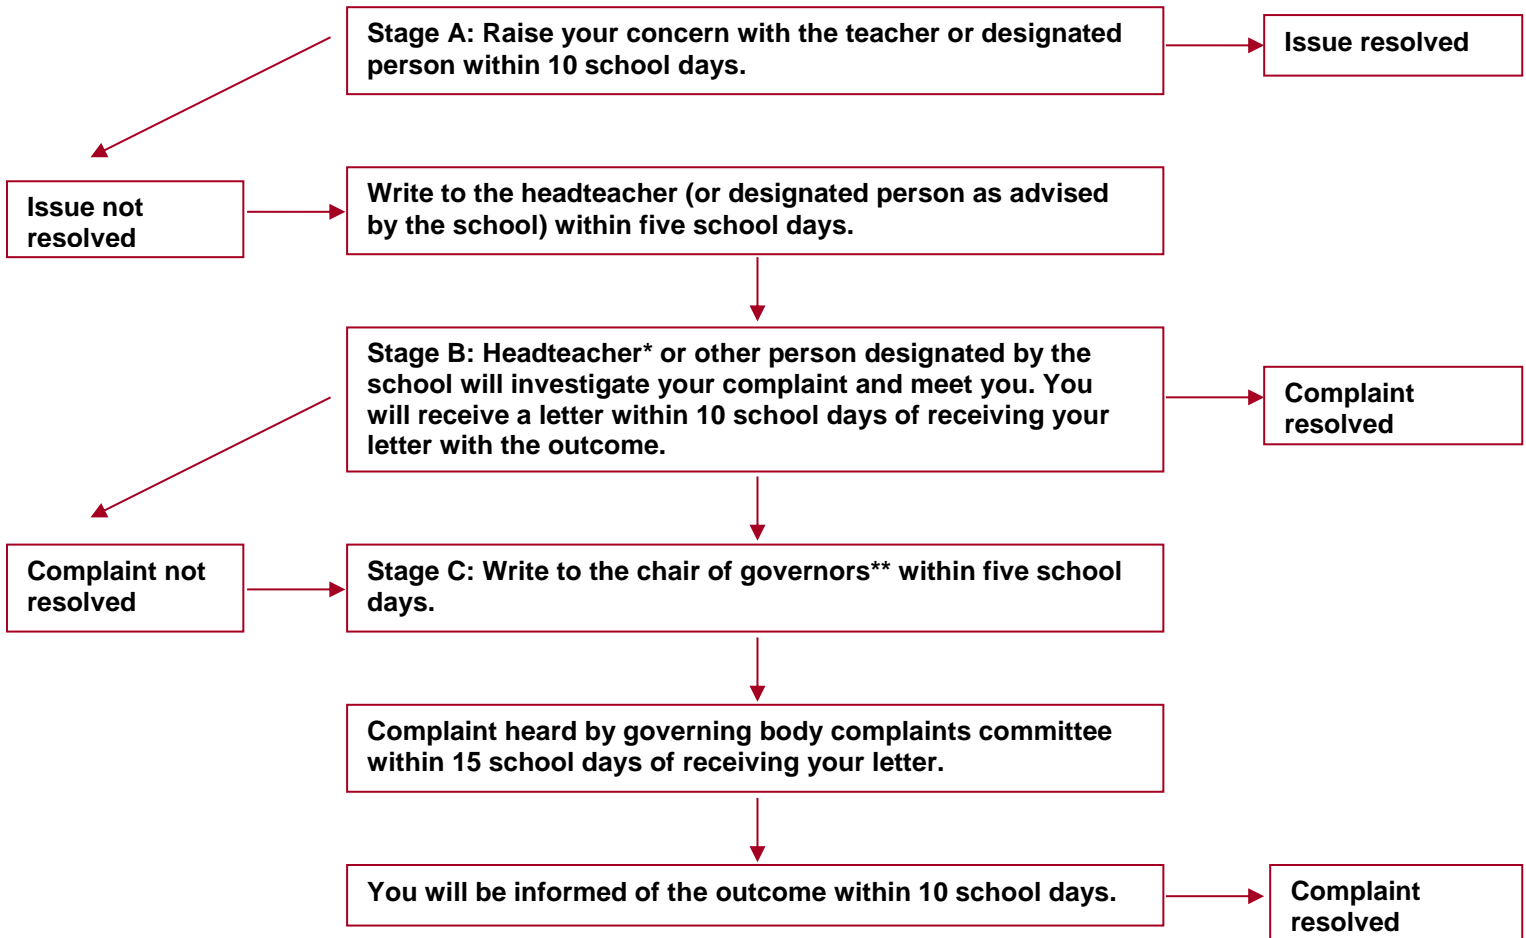 Stage A: Raise your concern with the teacher or designated
person within 10 school days.
Issue resolved
Issue not
resolved
Write to the headteacher (or designated person as advised
by the school) within five school days.
Stage B: Headteacher* or other person designated by the
school will investigate your complaint and meet you. You
will receive a letter within 10 school days of receiving your
letter with the outcome.
Complaint
resolved
Complaint not
resolved
Stage C: Write to the chair of governors** within five school
days.
Complaint heard by governing body complaints committee
within 15 school days of receiving your letter.
You will be informed of the outcome within 10 school days.
Complaint
resolved